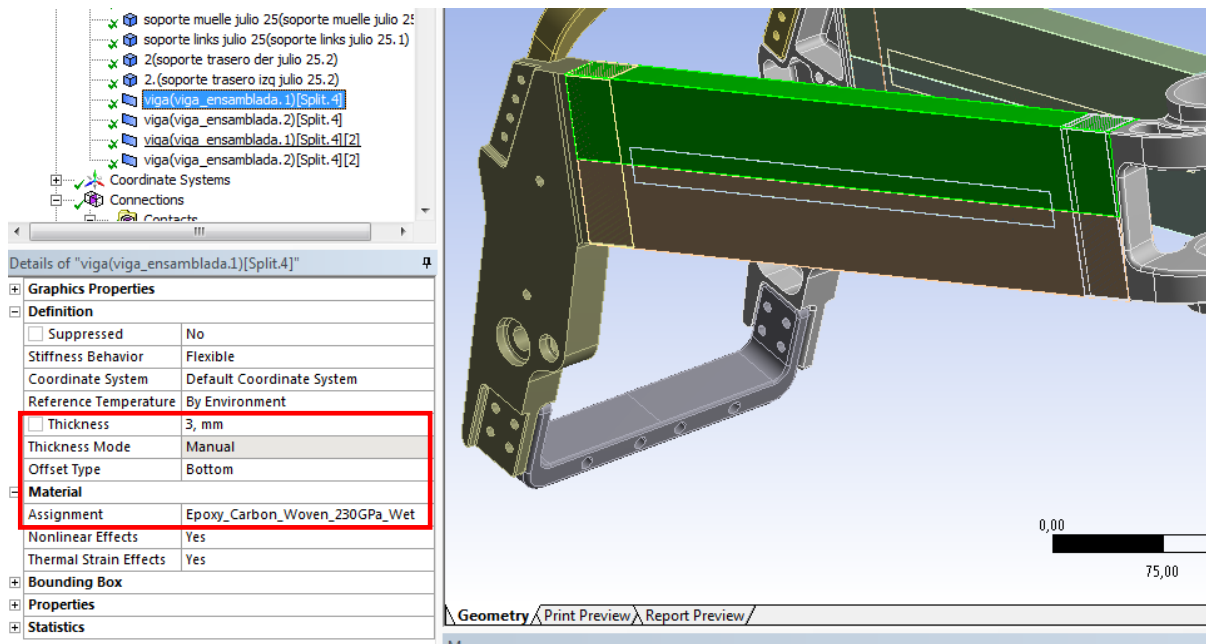 soporte muelle julio 25(soporte muelle julio 25
soporte links julio 25(soporte links julio 25.1)
2(soporte trasero der julio 25.2)
2.(soporte trasero izq julio 25.2)
viga(viga_ensamblada.1)[Split.4]
viga(viga_ensamblada.2)[Split.4]
viga(viga_ensamblada.1)[Split.4][2]
viga(viga_ensamblada.2)[Split.4][2]
Coordinate Systems
Connections
Contacts
Details of "viga(viga_ensamblada.1)[Split.4]"
Graphics Properties
Definition
Suppressed No
Stiffness Behavior Flexible
Coordinate System Default Coordinate System
Reference Temperature By Environment
Thickness 3, mm
Thickness Mode Manual
Offset Type Bottom
Material
Assignment Epoxy_Carbon_Woven_230GPa_Wet
Nonlinear Effects Yes
Thermal Strain Effects Yes
Bounding Box
Properties
Statistics
0,00
75,00
Geometry Print Preview Report Preview